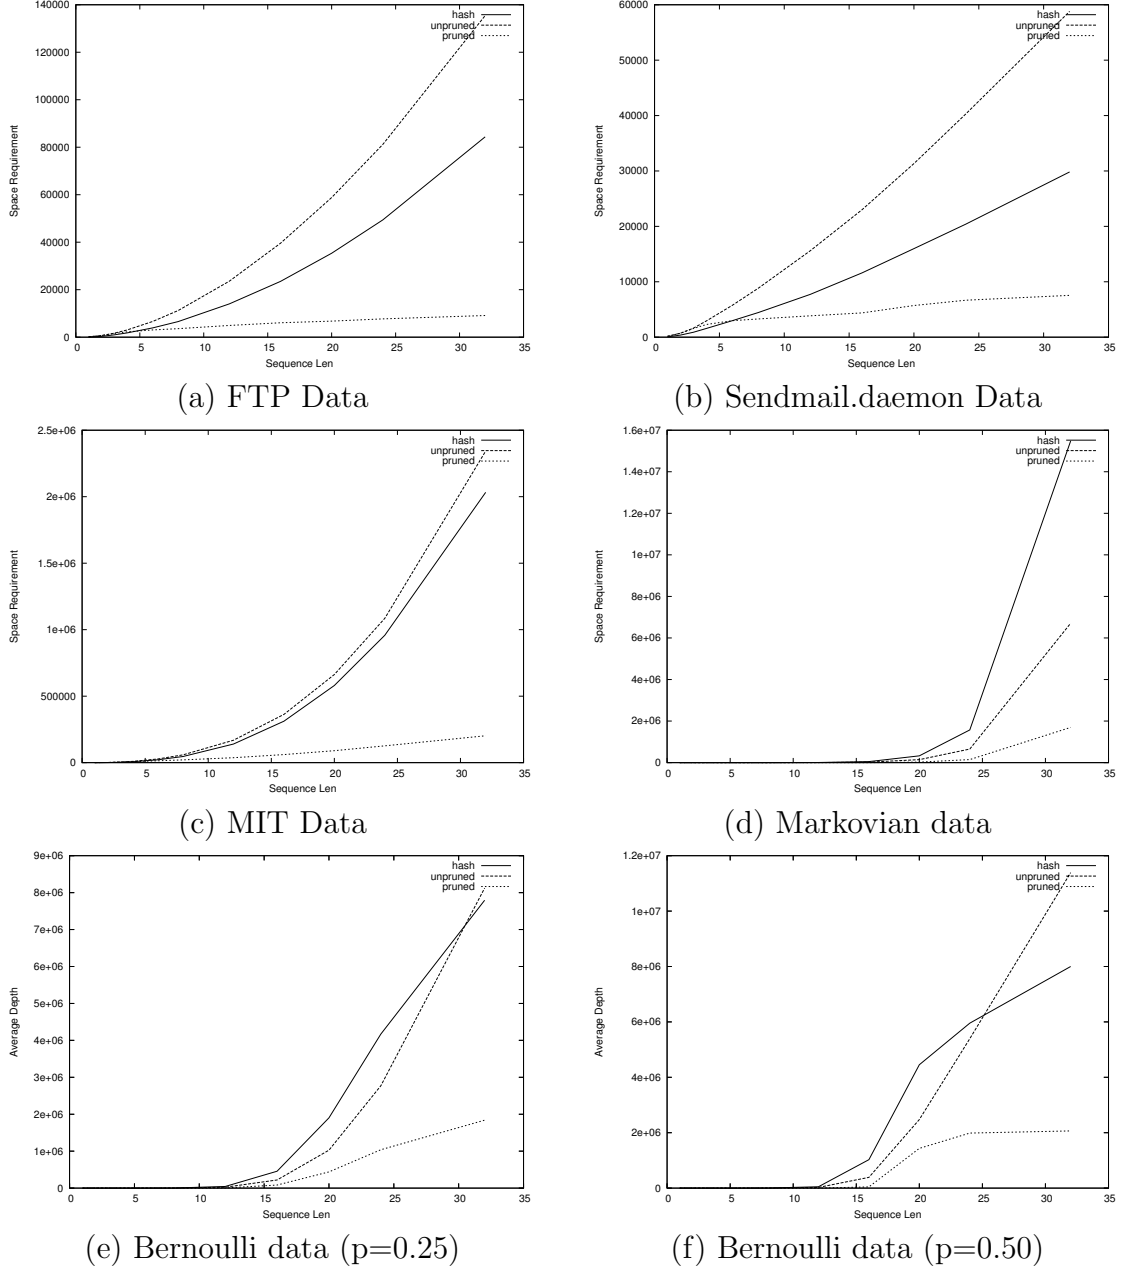 140000
120000
100000
80000
60000
40000
20000
0
Space Requirement
0 5 10 15 20 25 30 35
Sequence Len
hash
unpruned
pruned
(a) FTP Data
60000
50000
40000
30000
20000
10000
0
Space Requirement
0 5 10 15 20 25 30 35
Sequence Len
hash
unpruned
pruned
(b) Sendmail.daemon Data
2.5e+06
2e+06
1.5e+06
1e+06
500000
0
Space Requirement
0 5 10 15 20 25 30 35
Sequence Len
hash
unpruned
pruned
(c) MIT Data
1.6e+07
1.4e+07
1.2e+07
1e+07
8e+06
6e+06
4e+06
2e+06
0
Space Requirement
0 5 10 15 20 25 30 35
Sequence Len
hash
unpruned
pruned
(d) Markovian data
9e+06
8e+06
7e+06
6e+06
5e+06
4e+06
3e+06
2e+06
1e+06
0
Average Depth
0 5 10 15 20 25 30 35
Sequence Len
hash
unpruned
pruned
(e) Bernoulli data (p=0.25)
1.2e+07
1e+07
8e+06
6e+06
4e+06
2e+06
0
Average Depth
0 5 10 15 20 25 30 35
Sequence Len
hash
unpruned
pruned
(f) Bernoulli data (p=0.50)